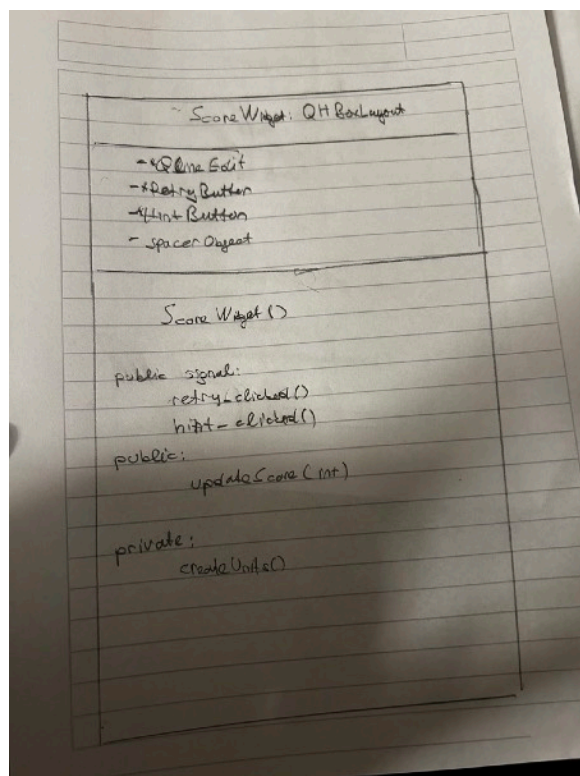 ScoreWidget: QHBoxLayout
- *QLineEdit
- *RetryButton
- *HintButton
- spacerObject
ScoreWidget()
public signal:
retry_clicked()
hint_clicked()
public:
updateScore(int)
private:
createUnits()